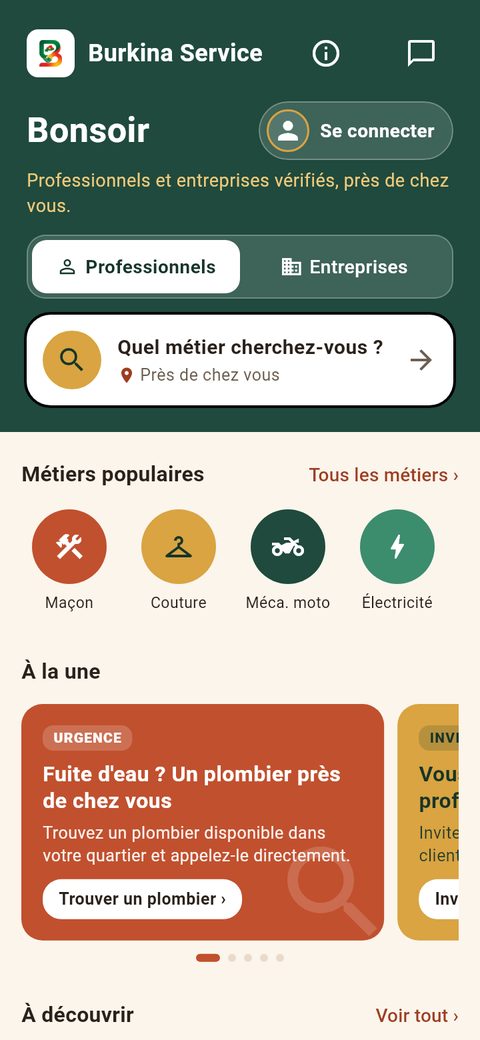 Burkina Service
Bonsoir
Se connecter
Professionnels et entreprises vérifiés, près de chez
vous.
Professionnels
Entreprises
Quel métier cherchez-vous ?
Près de chez vous
Métiers populaires
Tous les métiers ›
Maçon
Couture
Méca. moto
Électricité
À la une
URGENCE
Fuite d'eau ? Un plombier près
de chez vous
Trouvez un plombier disponible dans
votre quartier et appelez-le directement.
Trouver un plombier ›
À découvrir
Voir tout ›